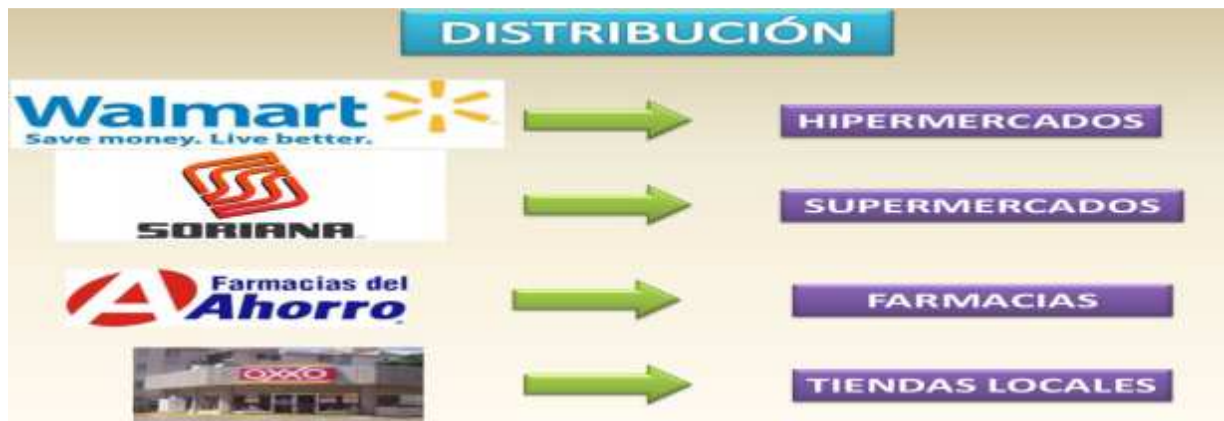 DISTRIBUCIÓN
Walmart
Save money. Live better.
HIPERMERCADOS
SORIANA
SUPERMERCADOS
Farmacias del
Ahorro
FARMACIAS
OXXO
TIENDAS LOCALES